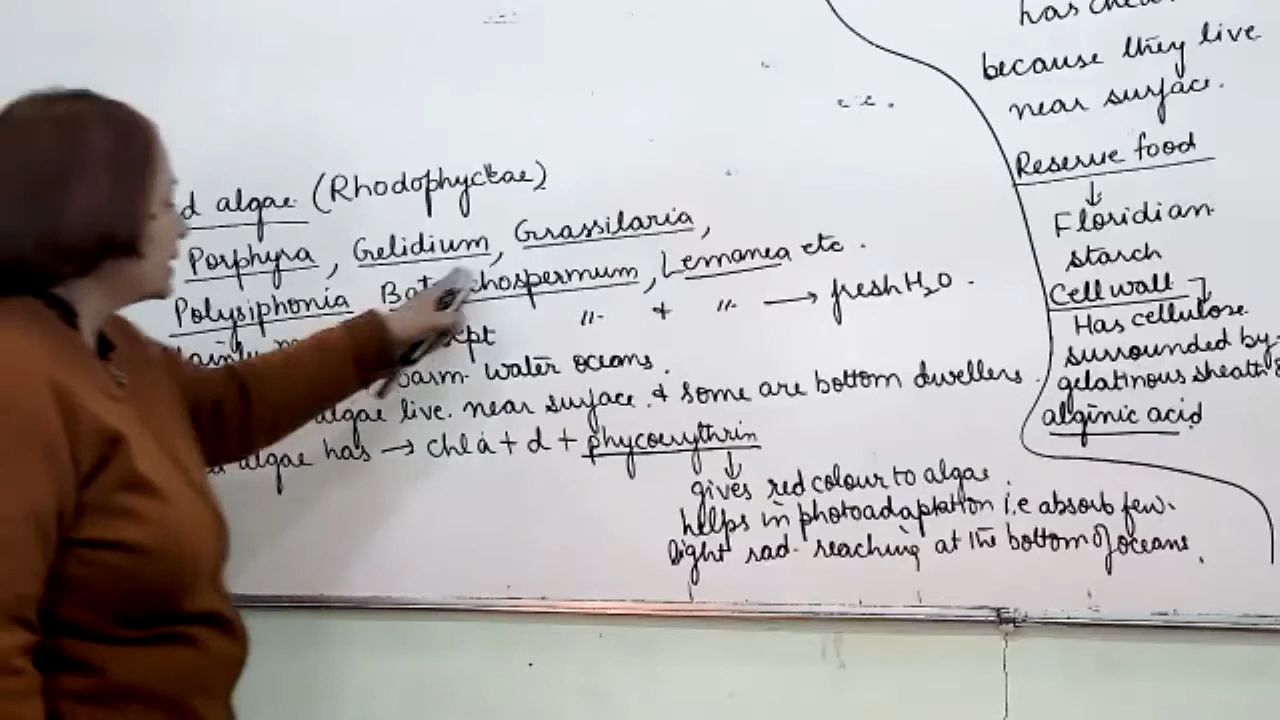 d algae (Rhodophyceae)
Porphyra, Gelidium, Grassilaria,
Polysiphonia Bat chospermum, Lemanea etc.
ept " + " → fresh H2O.
warm water oceans.
algae live near surface & some are bottom dwellers.
algae has → chl a + d + phycoerythrin
↓
gives red colour to algae.
helps in photoadaptation i.e absorb few
light rad. reaching at the bottom of oceans.
has
because they live
near surface.
Reserve food
↓
Floridian
starch
Cell wall
Has cellulose
surrounded by
gelatinous sheath &
alginic acid